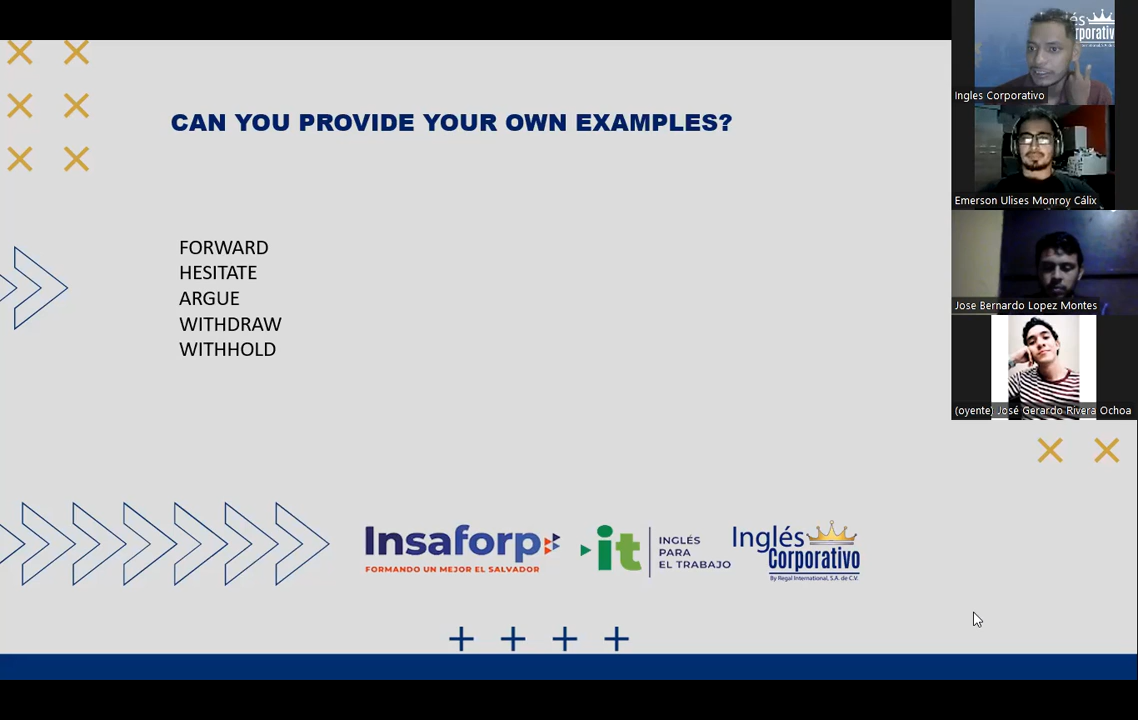 CAN YOU PROVIDE YOUR OWN EXAMPLES?
FORWARD
HESITATE
ARGUE
WITHDRAW
WITHHOLD
Insaforp
FORMANDO UN MEJOR EL SALVADOR
it
INGLÉS
PARA
EL TRABAJO
Inglés
Corporativo
By Regal International, S.A. de C.V.
Ingles Corporativo
Emerson Ulises Monroy Cálix
Jose Bernardo Lopez Montes
(oyente) José Gerardo Rivera Ochoa